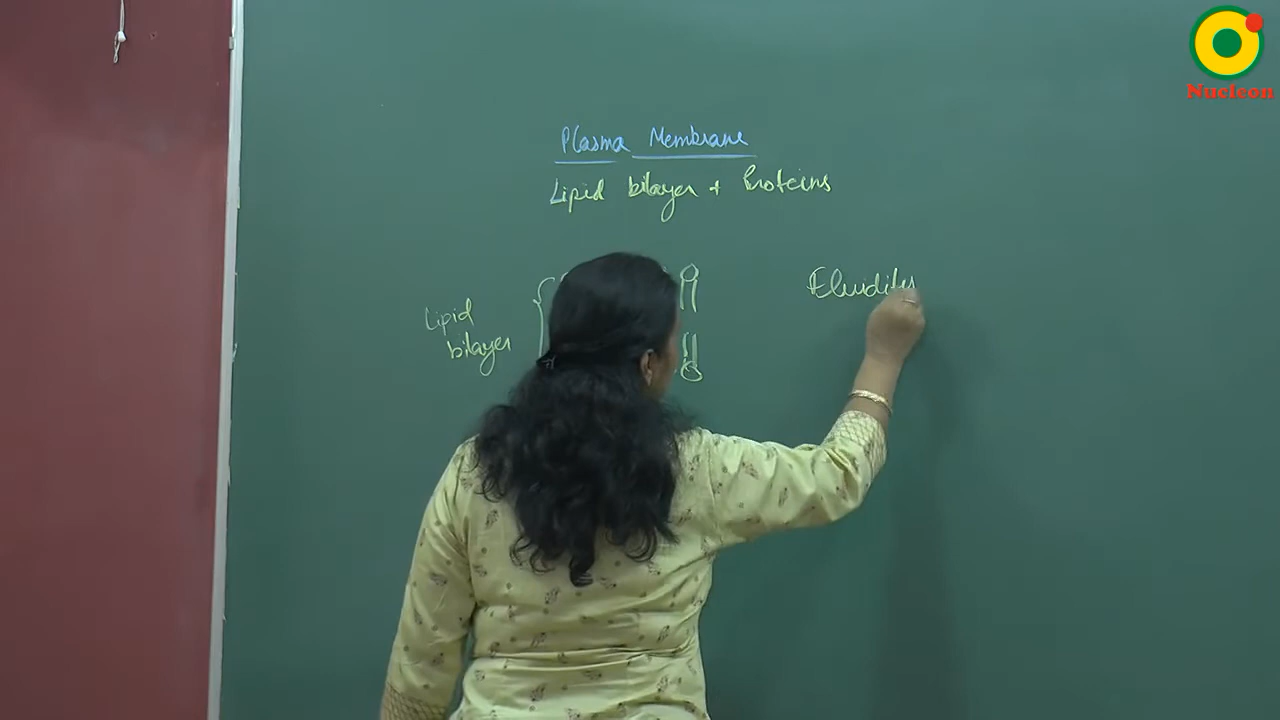 Nucleon
Plasma Membrane
Lipid bilayer + Proteins
Lipid
bilayer
Fluidity